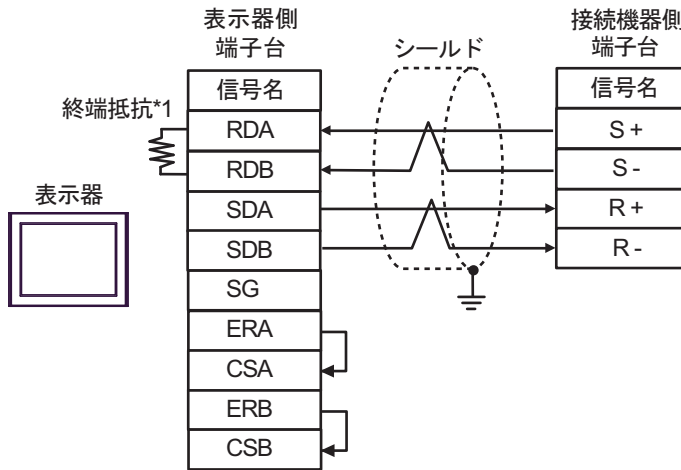 表示器側
端子台
シールド
接続機器側
端子台
信号名
信号名
終端抵抗*1
RDA
S +
RDB
S -
表示器
SDA
R +
SDB
R -
SG
ERA
CSA
ERB
CSB